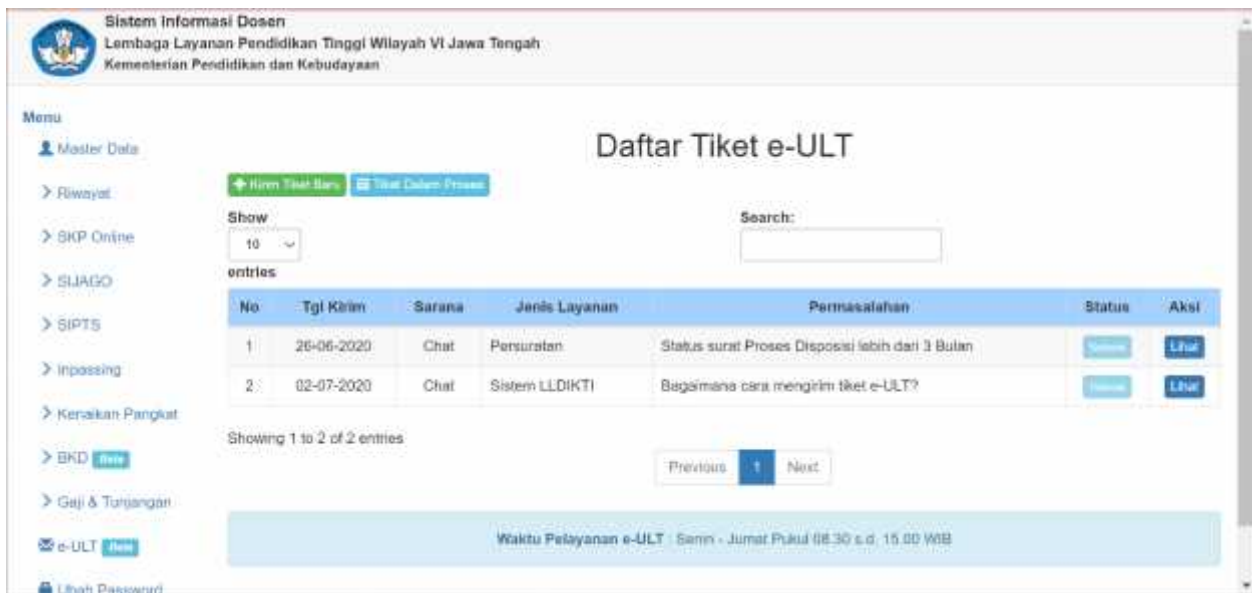 Sistem Informasi Dosen
Lembaga Layanan Pendidikan Tinggi Wilayah VI Jawa Tengah
Kementerian Pendidikan dan Kebudayaan
Menu
Master Data
Riwayat
SKP Online
SIJAGO
SIPTS
Inpassing
Kenaikan Pangkat
BKD Beta
Gaji & Tunjangan
e-ULT Beta
Ubah Password
Daftar Tiket e-ULT
Kirim Tiket Baru Tiket Dalam Proses
Show
10
entries
Search:
No Tgl Kirim Sarana Jenis Layanan Permasalahan Status Aksi
1 26-06-2020 Chat Persuratan Status surat Proses Disposisi lebih dari 3 Bulan Lihat
2 02-07-2020 Chat Sistem LLDIKTI Bagaimana cara mengirim tiket e-ULT? Lihat
Showing 1 to 2 of 2 entries
Previous 1 Next
Waktu Pelayanan e-ULT : Senin - Jumat Pukul 08.30 s.d. 15.00 WIB